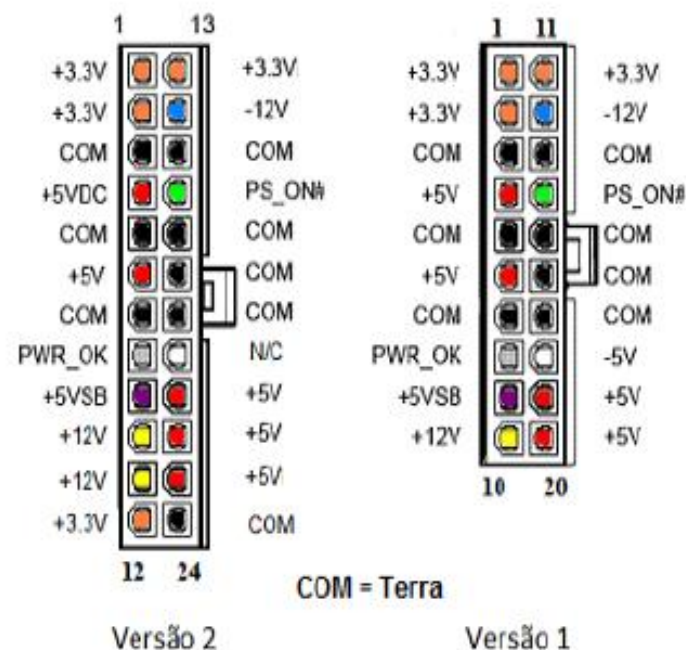 1 13
+3.3V +3.3V
+3.3V -12V
COM COM
+5VDC PS_ON#
COM COM
+5V COM
COM COM
PWR_OK N/C
+5VSB +5V
+12V +5V
+12V +5V
+3.3V COM
12 24
Versão 2
1 11
+3.3V +3.3V
+3.3V -12V
COM COM
+5V PS_ON#
COM COM
+5V COM
COM COM
PWR_OK -5V
+5VSB +5V
+12V +5V
10 20
Versão 1
COM = Terra